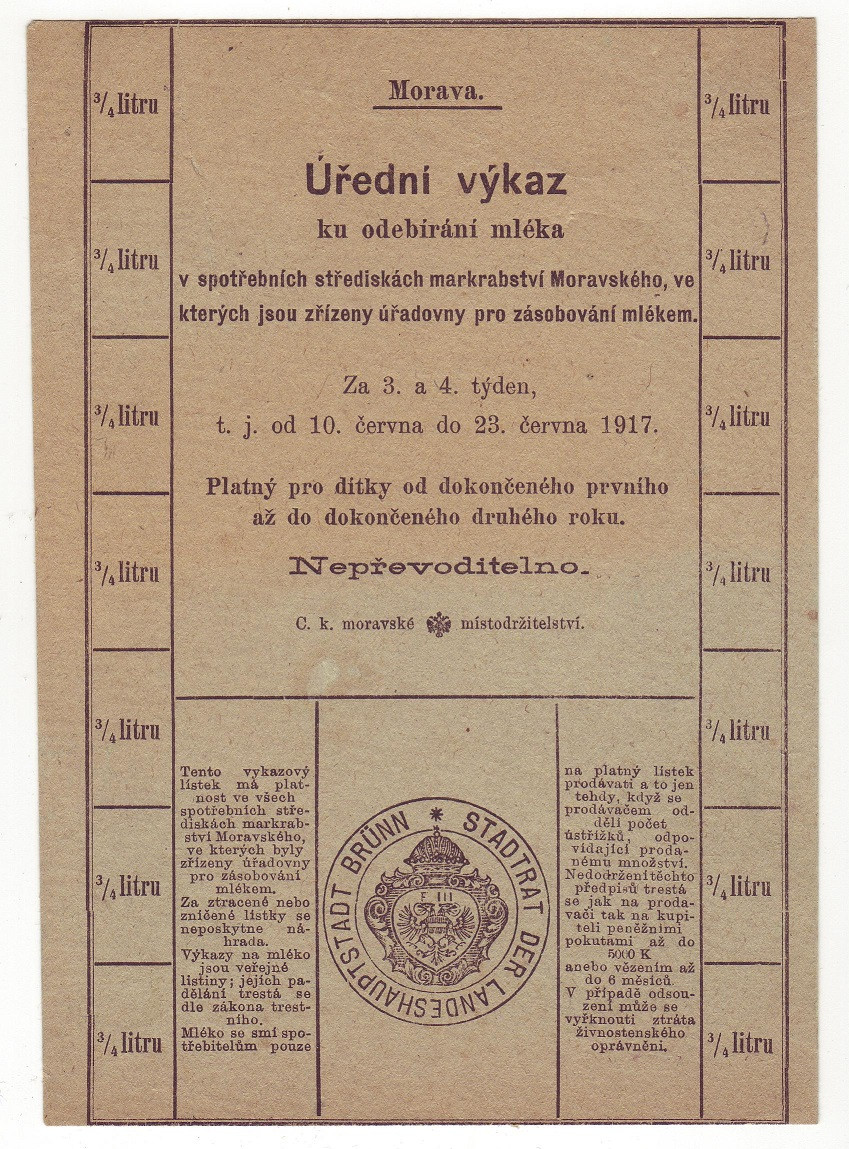 Morava.
Úřední výkaz
ku odebírání mléka
v spotřebních střediskách markrabství Moravského, ve
kterých jsou zřízeny úřadovny pro zásobování mlékem.
Za 3. a 4. týden,
t. j. od 10. června do 23. června 1917.
Platný pro dítky od dokončeného prvního
až do dokončeného druhého roku.
Nepřevoditelno.
C. k. moravské místodržitelství.
3/4 litru
3/4 litru
3/4 litru
3/4 litru
3/4 litru
3/4 litru
3/4 litru
3/4 litru
3/4 litru
3/4 litru
3/4 litru
3/4 litru
3/4 litru
3/4 litru
Tento vykazový
lístek má plat-
nost ve všech
spotřebních stře-
diskách markrab-
ství Moravského,
ve kterých byly
zřízeny úřadovny
pro zásobování
mlékem.
Za ztracené nebo
zničené lístky se
neposkytne ná-
hrada.
Výkazy na mléko
jsou veřejné
listiny; jejich pa-
dělání trestá se
dle zákona trest-
ního.
Mléko se smí spo-
třebitelům pouze
STADTRAT DER LANDESHAUPTSTADT BRÜNN *
F III
na platný lístek
prodávati a to jen
tehdy, když se
prodávačem od-
dělí počet
ústřižků, odpo-
vídající proda-
nému množství.
Nedodržení těchto
předpisů trestá
se jak na proda-
vači tak na kupi-
teli peněžními
pokutami až do
5000 K
anebo vězením až
do 6 měsíců.
V případě odsou-
zení může se
vyřknouti ztráta
živnostenského
oprávnění.